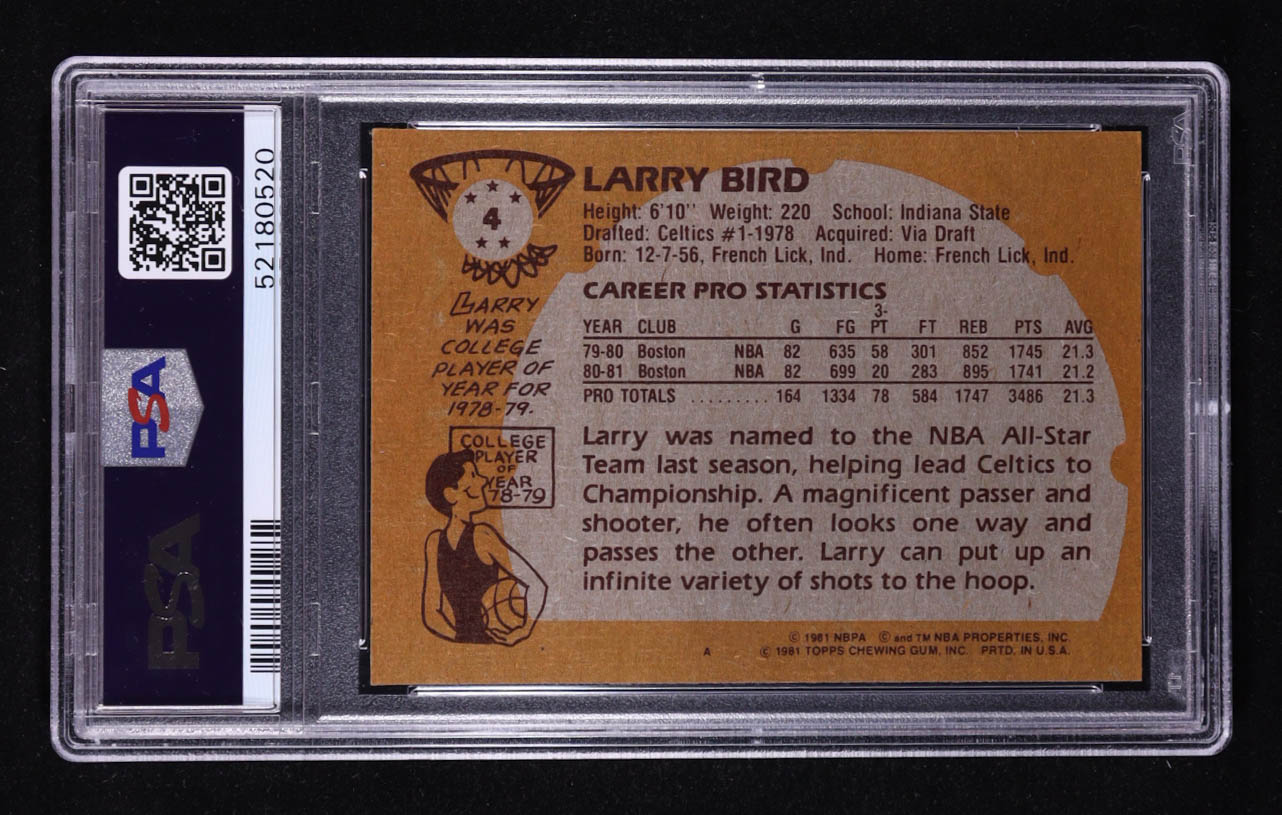 52180520
PSA
PSA
4
LARRY BIRD
Height: 6'10'' Weight: 220 School: Indiana State
Drafted: Celtics #1-1978 Acquired: Via Draft
Born: 12-7-56, French Lick, Ind. Home: French Lick, Ind.
LARRY
WAS
COLLEGE
PLAYER OF
YEAR FOR
1978-79.
COLLEGE
PLAYER
OF
YEAR
78-79
CAREER PRO STATISTICS
YEAR CLUB G FG 3-PT FT REB PTS AVG
79-80 Boston NBA 82 635 58 301 852 1745 21.3
80-81 Boston NBA 82 699 20 283 895 1741 21.2
PRO TOTALS ......... 164 1334 78 584 1747 3486 21.3
Larry was named to the NBA All-Star
Team last season, helping lead Celtics to
Championship. A magnificent passer and
shooter, he often looks one way and
passes the other. Larry can put up an
infinite variety of shots to the hoop.
© 1981 NBPA © and TM NBA PROPERTIES, INC.
A © 1981 TOPPS CHEWING GUM, INC. PRTD. IN U.S.A.